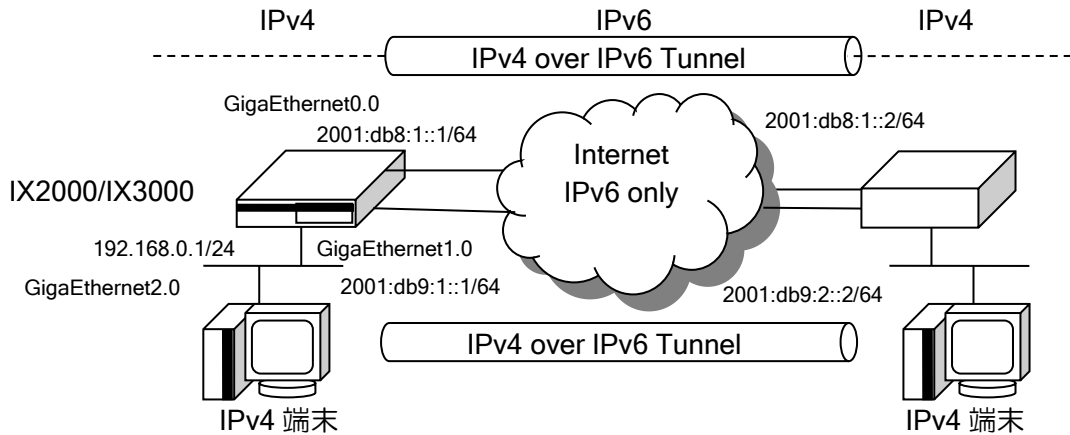 IPv4 IPv6 IPv4
IPv4 over IPv6 Tunnel
GigaEthernet0.0
2001:db8:1::1/64
2001:db8:1::2/64
Internet
IPv6 only
IX2000/IX3000
192.168.0.1/24
GigaEthernet1.0
GigaEthernet2.0
2001:db9:1::1/64
2001:db9:2::2/64
IPv4 over IPv6 Tunnel
IPv4 端末
IPv4 端末